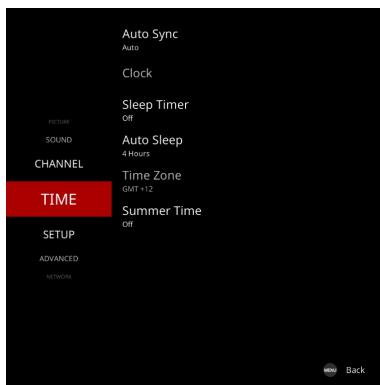 PICTURE
SOUND
CHANNEL
TIME
SETUP
ADVANCED
NETWORK
Auto Sync
Auto
Clock
Sleep Timer
Off
Auto Sleep
4 Hours
Time Zone
GMT +12
Summer Time
Off
MENU Back